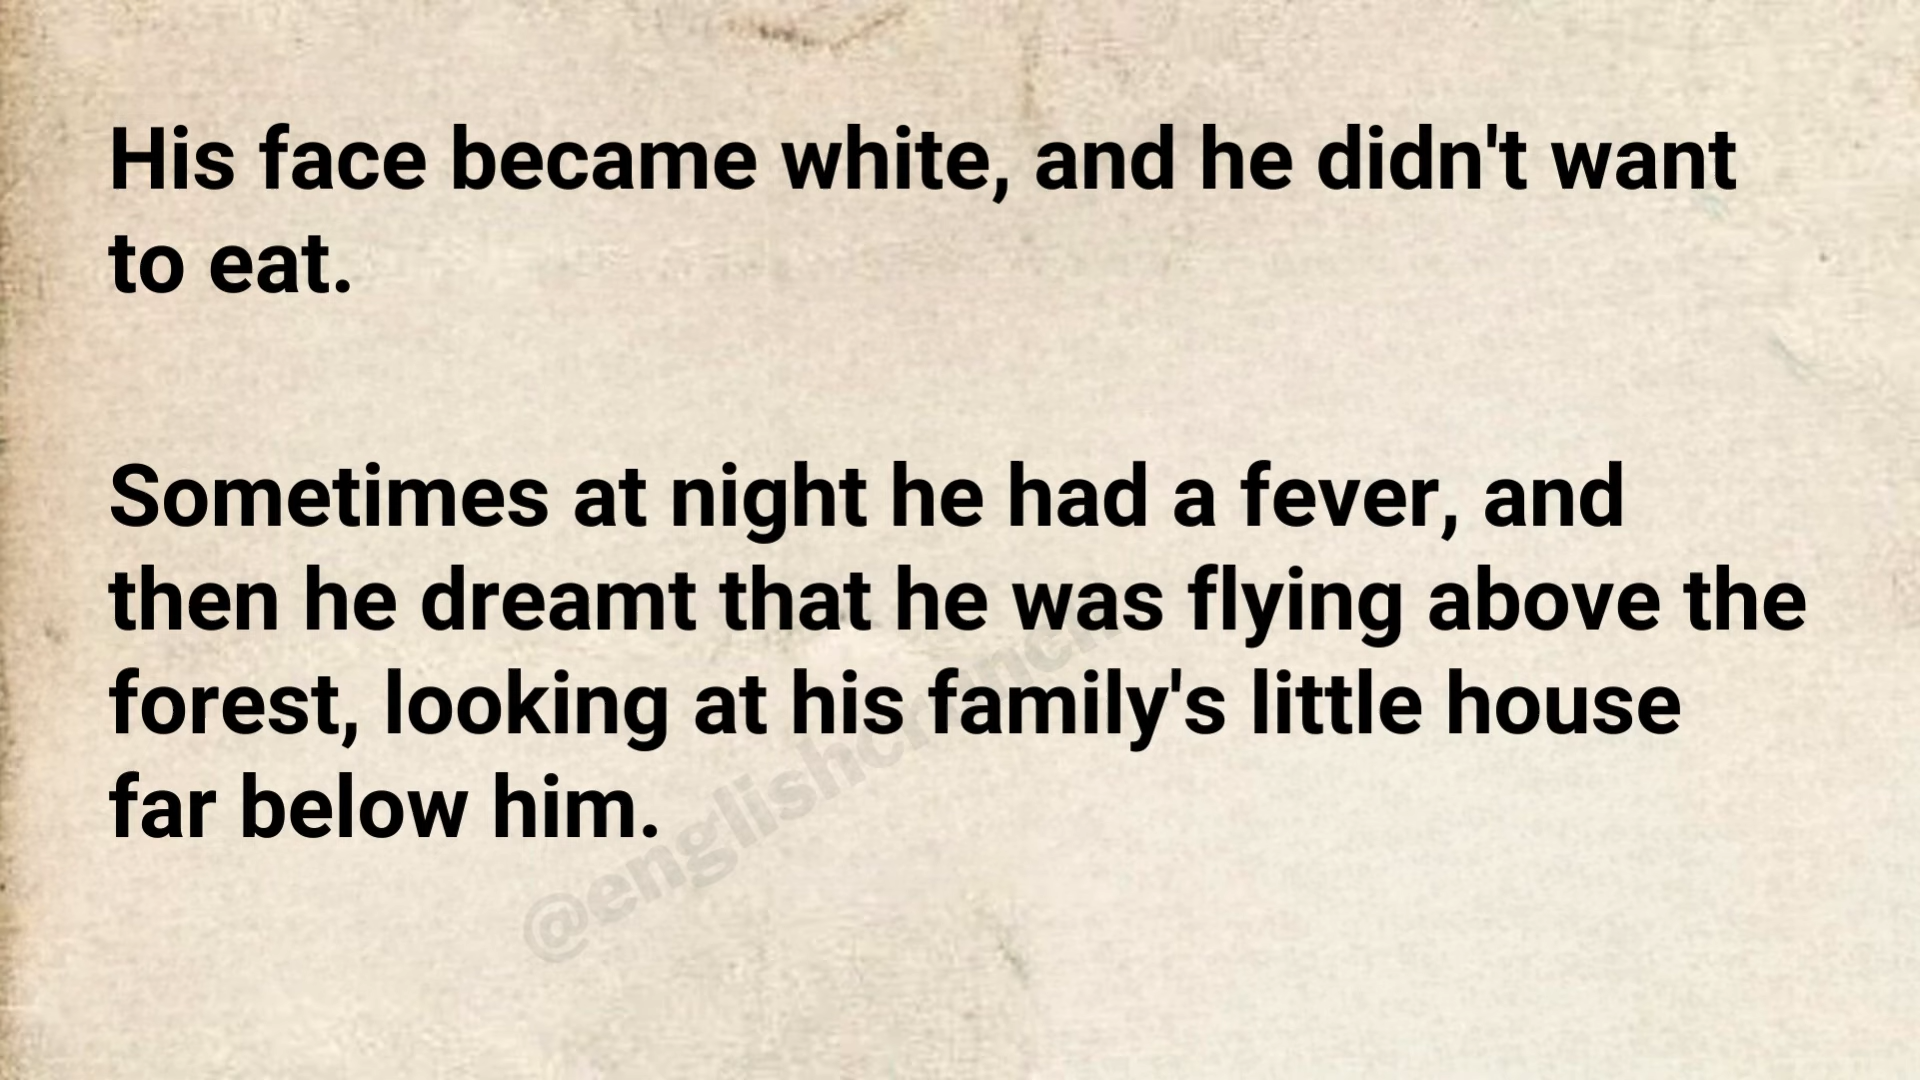 His face became white, and he didn't want
to eat.
Sometimes at night he had a fever, and
then he dreamt that he was flying above the
forest, looking at his family's little house
far below him.